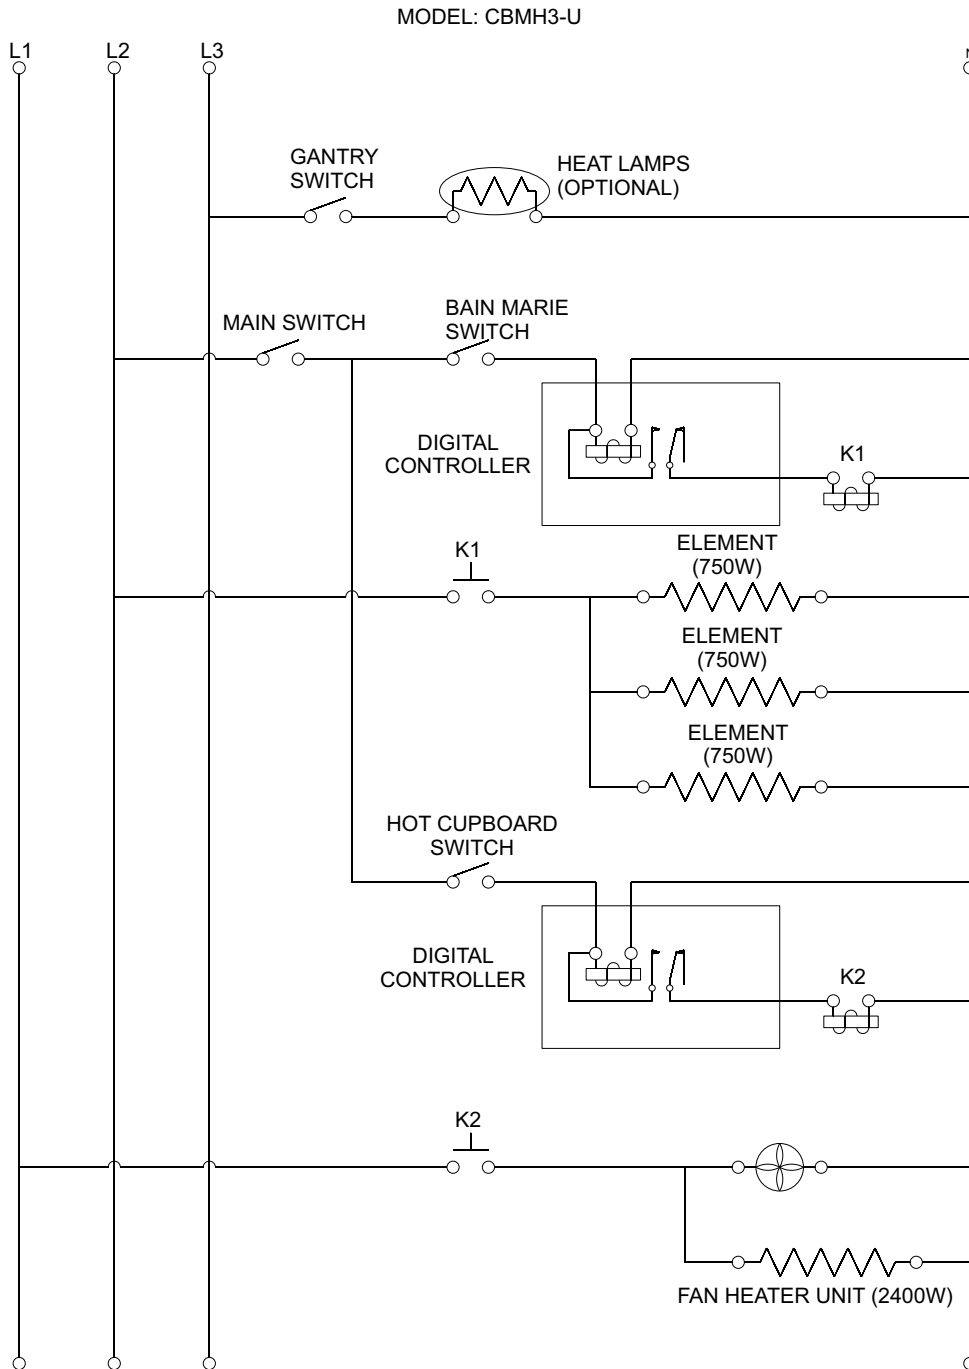 MODEL: CBMH3-U
L1
L2
L3
GANTRY
SWITCH
HEAT LAMPS
(OPTIONAL)
MAIN SWITCH
BAIN MARIE
SWITCH
DIGITAL
CONTROLLER
K1
K1
ELEMENT
(750W)
ELEMENT
(750W)
ELEMENT
(750W)
HOT CUPBOARD
SWITCH
DIGITAL
CONTROLLER
K2
K2
FAN HEATER UNIT (2400W)